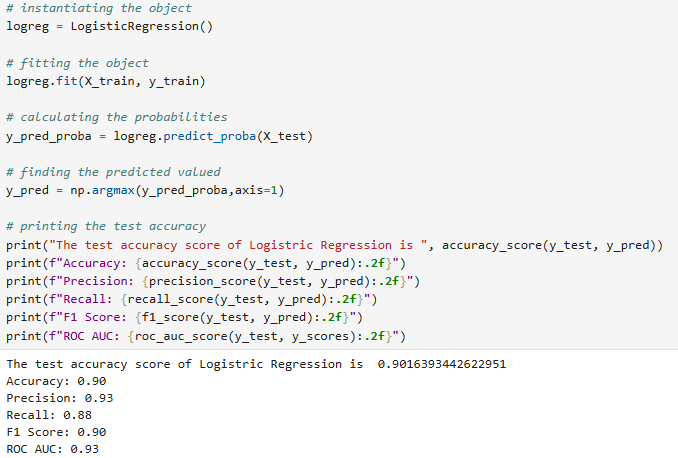 # instantiating the object
logreg = LogisticRegression()
# fitting the object
logreg.fit(X_train, y_train)
# calculating the probabilities
y_pred_proba = logreg.predict_proba(X_test)
# finding the predicted valued
y_pred = np.argmax(y_pred_proba,axis=1)
# printing the test accuracy
print("The test accuracy score of Logistric Regression is ", accuracy_score(y_test, y_pred))
print(f"Accuracy: {accuracy_score(y_test, y_pred):.2f}")
print(f"Precision: {precision_score(y_test, y_pred):.2f}")
print(f"Recall: {recall_score(y_test, y_pred):.2f}")
print(f"F1 Score: {f1_score(y_test, y_pred):.2f}")
print(f"ROC AUC: {roc_auc_score(y_test, y_scores):.2f}")
The test accuracy score of Logistric Regression is  0.9016393442622951
Accuracy: 0.90
Precision: 0.93
Recall: 0.88
F1 Score: 0.90
ROC AUC: 0.93